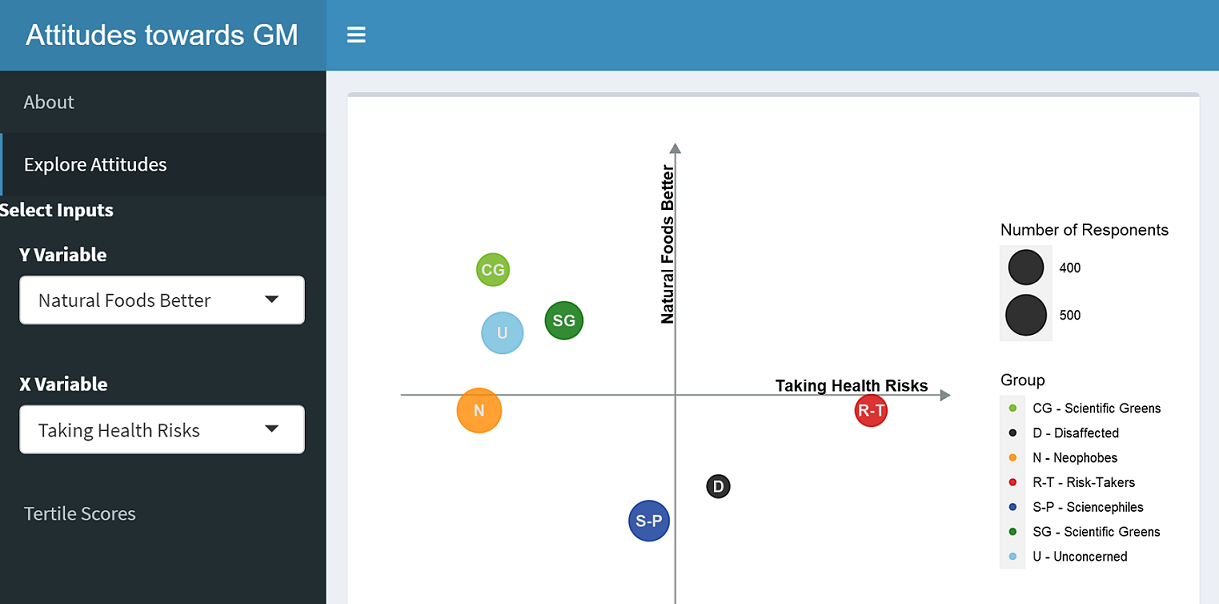 Attitudes towards GM
About
Explore Attitudes
Select Inputs
Y Variable
Natural Foods Better
X Variable
Taking Health Risks
Tertile Scores
Natural Foods Better
Taking Health Risks
CG
SG
U
N
R-T
D
S-P
Number of Responents
400
500
Group
CG - Scientific Greens
D - Disaffected
N - Neophobes
R-T - Risk-Takers
S-P - Sciencephiles
SG - Scientific Greens
U - Unconcerned